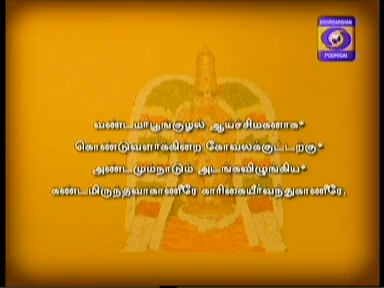 DOORDARSHAN
PODHIGAI
வண்டமர்பூங்குழல் ஆய்ச்சிமகனாக*
கொண்டுவளர்க்கின்ற கோவலக்குட்டற்கு*
அண்டமும்நாடும் அடங்கவிழுங்கிய*
கண்டமிருந்தவாகாணீரே காரிகையீர்வந்துகாணீரே.